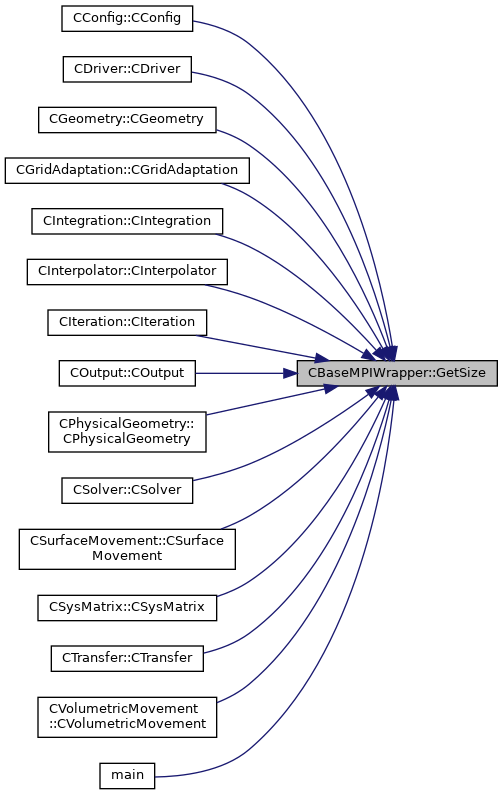 CConfig::CConfig
CDriver::CDriver
CGeometry::CGeometry
CGridAdaptation::CGridAdaptation
CIntegration::CIntegration
CInterpolator::CInterpolator
CIteration::CIteration
COutput::COutput
CBaseMPIWrapper::GetSize
CPhysicalGeometry::
CPhysicalGeometry
CSolver::CSolver
CSurfaceMovement::CSurface
Movement
CSysMatrix::CSysMatrix
CTransfer::CTransfer
CVolumetricMovement
::CVolumetricMovement
main